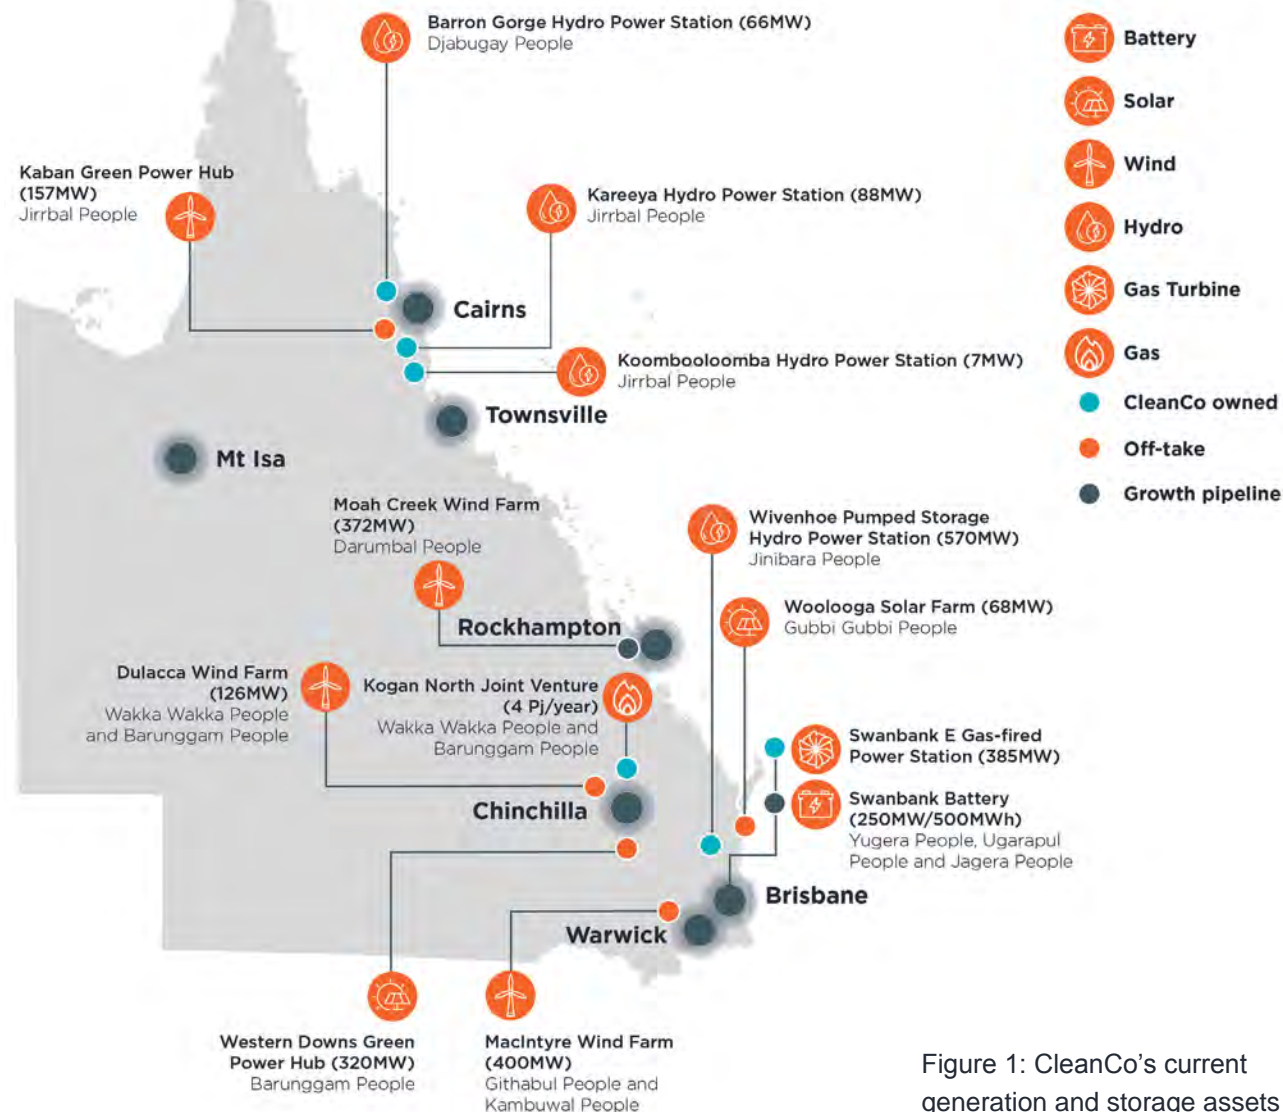 Barron Gorge Hydro Power Station (66MW)
Djabugay People
Kaban Green Power Hub
(157MW)
Jirrbal People
Kareeya Hydro Power Station (88MW)
Jirrbal People
Cairns
Koombooloomba Hydro Power Station (7MW)
Jirrbal People
Townsville
Mt Isa
Moah Creek Wind Farm
(372MW)
Darumbal People
Rockhampton
Wivenhoe Pumped Storage
Hydro Power Station (570MW)
Jinibara People
Woolooga Solar Farm (68MW)
Gubbi Gubbi People
Dulacca Wind Farm
(126MW)
Wakka Wakka People
and Barunggam People
Kogan North Joint Venture
(4 Pj/year)
Wakka Wakka People and
Barunggam People
Chinchilla
Swanbank E Gas-fired
Power Station (385MW)
Swanbank Battery
(250MW/500MWh)
Yugera People, Ugarapul
People and Jagera People
Brisbane
Warwick
Western Downs Green
Power Hub (320MW)
Barunggam People
MacIntyre Wind Farm
(400MW)
Githabul People and
Kambuwal People
Battery
Solar
Wind
Hydro
Gas Turbine
Gas
CleanCo owned
Off-take
Growth pipeline
Figure 1: CleanCo's current
generation and storage assets